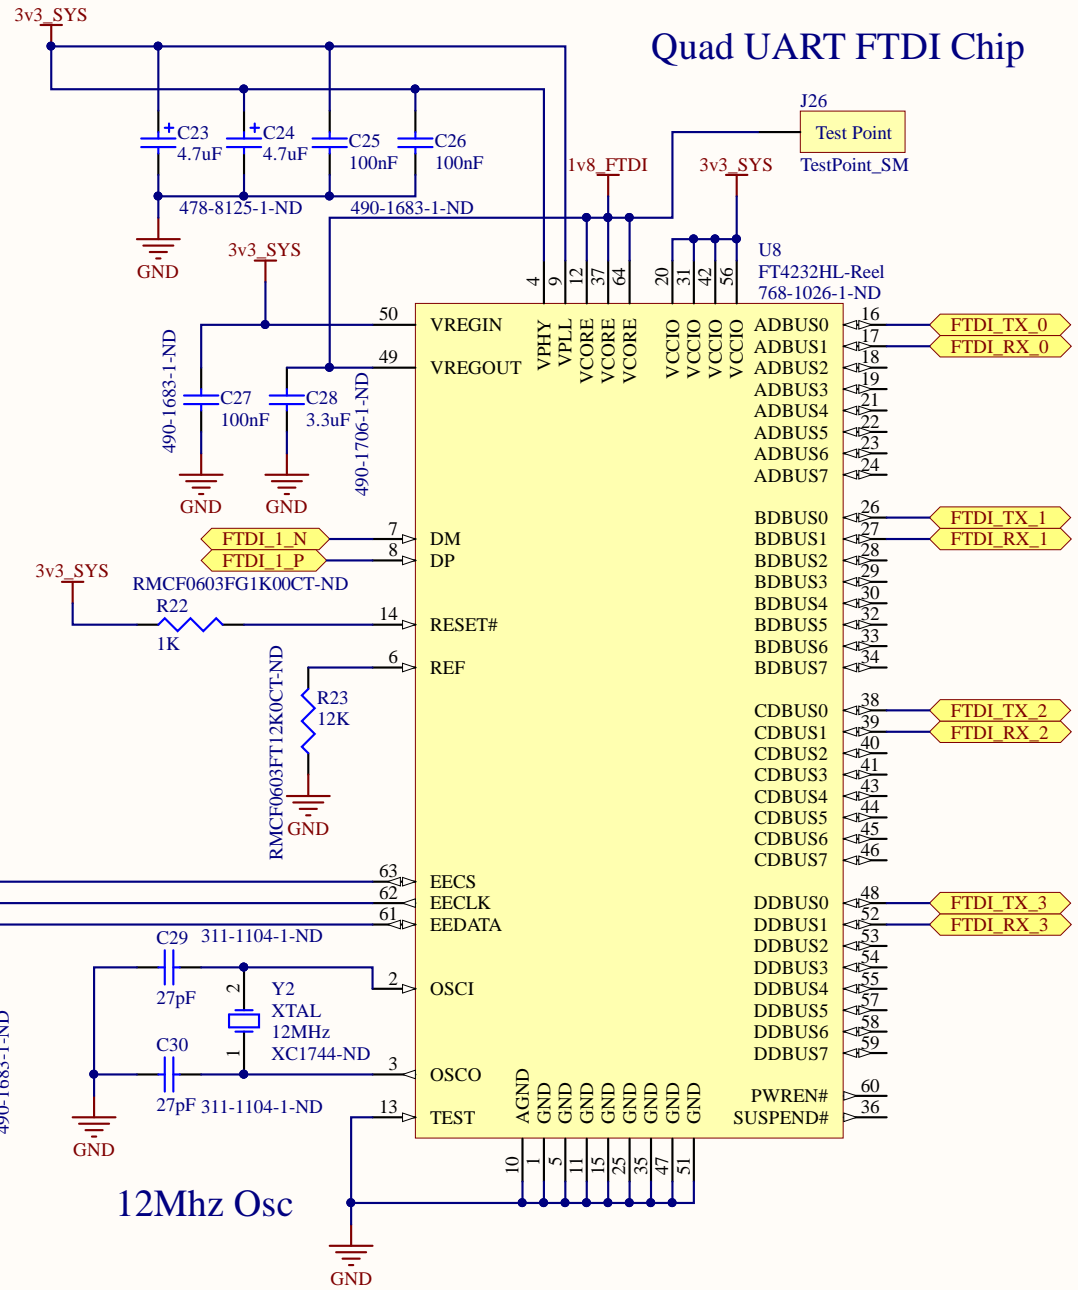 3v3_SYS
Quad UART FTDI Chip
J26
Test Point
TestPoint_SM
C23
4.7uF
C24
4.7uF
C25
100nF
C26
100nF
478-8125-1-ND
490-1683-1-ND
GND
1v8_FTDI
3v3_SYS
3v3_SYS
U8
FT4232HL-Reel
768-1026-1-ND
4
9
12
37
64
20
31
42
56
VPHY
VPLL
VCORE
VCORE
VCORE
VCCIO
VCCIO
VCCIO
VCCIO
50
VREGIN
49
VREGOUT
490-1683-1-ND
C27
100nF
C28
3.3uF
490-1706-1-ND
GND
GND
FTDI_1_N
7
DM
FTDI_1_P
8
DP
3v3_SYS
RMCF0603FG1K00CT-ND
R22
1K
14
RESET#
6
REF
R23
12K
RMCF0603FT12K0CT-ND
GND
63
EECS
62
EECLK
61
EEDATA
C29
311-1104-1-ND
27pF
2
Y2
XTAL
12MHz
XC1744-ND
1
2
OSCI
C30
27pF
311-1104-1-ND
3
OSCO
13
TEST
490-1683-1-ND
GND
12Mhz Osc
GND
AGND
GND
GND
GND
GND
GND
GND
GND
GND
10
1
5
11
15
25
35
47
51
ADBUS0
16
FTDI_TX_0
ADBUS1
17
FTDI_RX_0
ADBUS2
18
ADBUS3
19
ADBUS4
21
ADBUS5
22
ADBUS6
23
ADBUS7
24
BDBUS0
26
FTDI_TX_1
BDBUS1
27
FTDI_RX_1
BDBUS2
28
BDBUS3
29
BDBUS4
30
BDBUS5
32
BDBUS6
33
BDBUS7
34
CDBUS0
38
FTDI_TX_2
CDBUS1
39
FTDI_RX_2
CDBUS2
40
CDBUS3
41
CDBUS4
43
CDBUS5
44
CDBUS6
45
CDBUS7
46
DDBUS0
48
FTDI_TX_3
DDBUS1
52
FTDI_RX_3
DDBUS2
53
DDBUS3
54
DDBUS4
55
DDBUS5
57
DDBUS6
58
DDBUS7
59
PWREN#
60
SUSPEND#
36